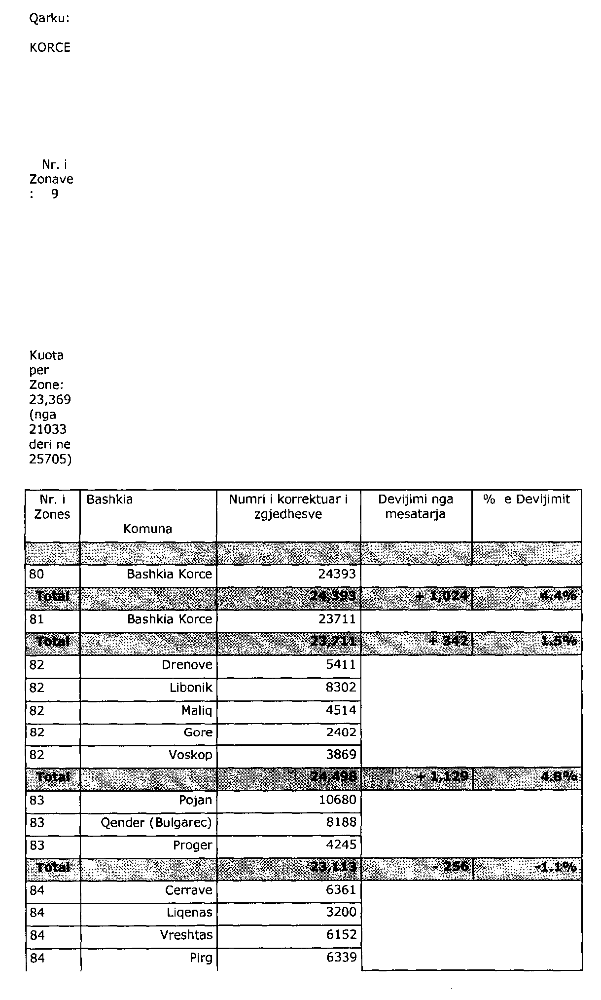 Qarku:
KORCE
Nr. i
Zonave
: 9
Kuota
per
Zone:
23,369
(nga
21033
deri ne
25705)
Nr. i Zones Bashkia Komuna Numri i korrektuar i zgjedhesve Devijimi nga mesatarja % e Devijimit
80 Bashkia Korce 24393
Total 24,393 + 1,024 4.4%
81 Bashkia Korce 23711
Total 23,711 + 342 1.5%
82 Drenove 5411
82 Libonik 8302
82 Maliq 4514
82 Gore 2402
82 Voskop 3869
Total 24,498 + 1,129 4.8%
83 Pojan 10680
83 Qender (Bulgarec) 8188
83 Proger 4245
Total 23,113 - 256 -1.1%
84 Cerrave 6361
84 Liqenas 3200
84 Vreshtas 6152
84 Pirg 6339